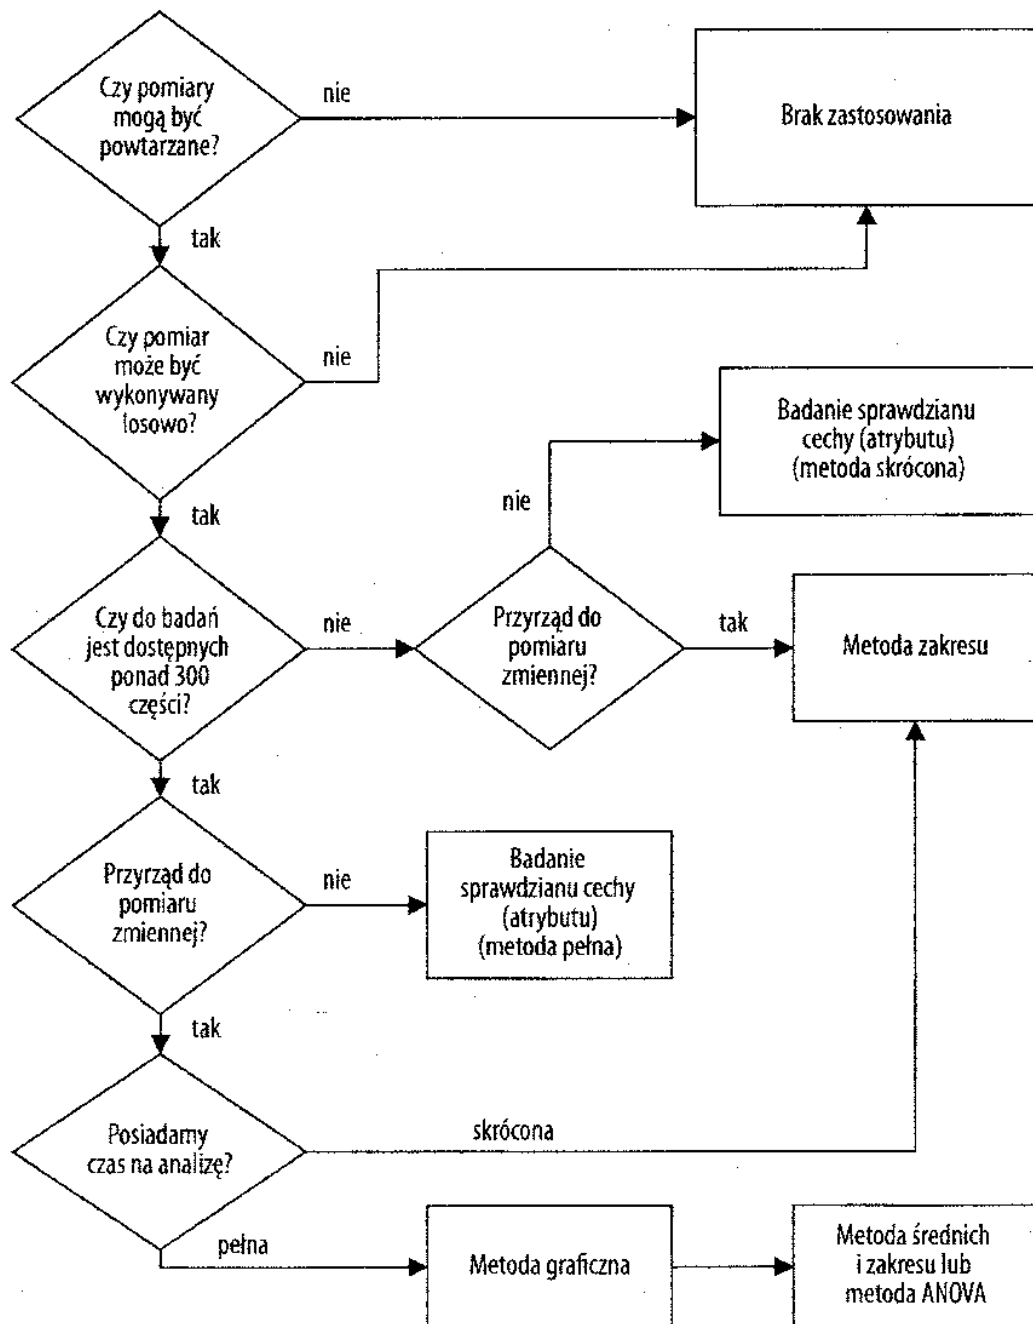 Czy pomiary
mogą być
powtarzane?
nie
Brak zastosowania
tak
Czy pomiar
może być
wykonywany
losowo?
nie
Badanie sprawdzianu
cechy (atrybutu)
(metoda skrócona)
tak
nie
Czy do badań
jest dostępnych
ponad 300
części?
nie
Przyrząd do
pomiaru
zmiennej?
tak
Metoda zakresu
tak
Przyrząd do
pomiaru
zmiennej?
nie
Badanie
sprawdzianu cechy
(atrybutu)
(metoda pełna)
tak
Posiadamy
czas na analizę?
skrócona
pełna
Metoda graficzna
Metoda średnich
i zakresu lub
metoda ANOVA